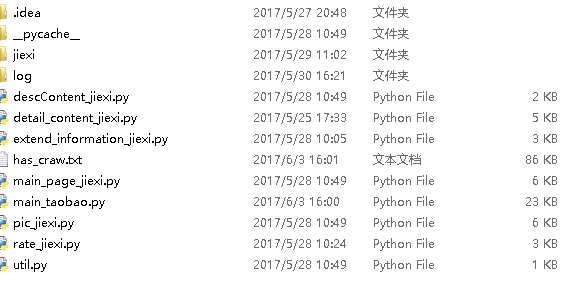 .idea 2017/5/27 20:48 文件夹
__pycache__ 2017/5/28 10:49 文件夹
jiexi 2017/5/29 11:02 文件夹
log 2017/5/30 16:21 文件夹
descContent_jiexi.py 2017/5/28 10:49 Python File 2 KB
detail_content_jiexi.py 2017/5/25 17:33 Python File 5 KB
extend_information_jiexi.py 2017/5/28 10:05 Python File 3 KB
has_craw.txt 2017/6/3 16:01 文本文档 86 KB
main_page_jiexi.py 2017/5/28 10:49 Python File 6 KB
main_taobao.py 2017/6/3 16:00 Python File 23 KB
pic_jiexi.py 2017/5/28 10:49 Python File 6 KB
rate_jiexi.py 2017/5/28 10:24 Python File 3 KB
util.py 2017/5/28 10:49 Python File 1 KB